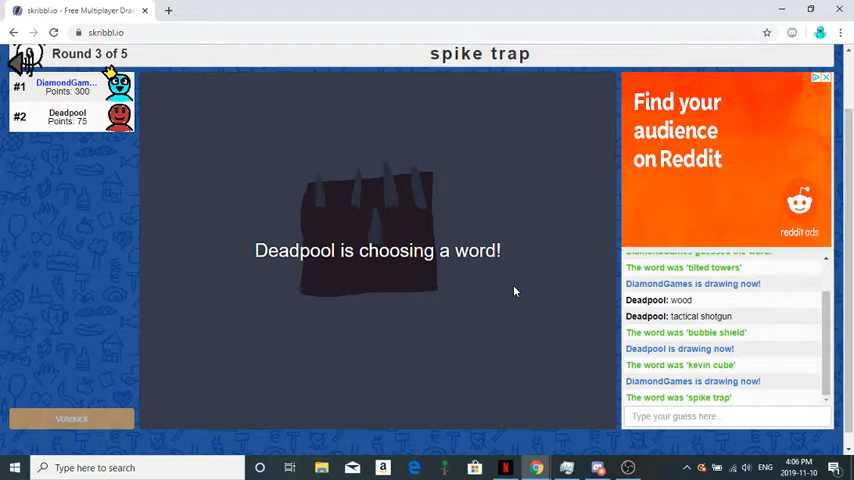 skribbl.io - Free Multiplayer Draw
skribbl.io
Round 3 of 5
spike trap
#1
DiamondGam...
Points: 300
#2
Deadpool
Points: 75
Deadpool is choosing a word!
Find your
audience
on Reddit
reddit ads
DiamondGames guessed the word!
The word was 'tilted towers'
DiamondGames is drawing now!
Deadpool: wood
Deadpool: tactical shotgun
The word was 'bubble shield'
Deadpool is drawing now!
The word was 'kevin cube'
DiamondGames is drawing now!
The word was 'spike trap'
Votekick
Type your guess here...
Type here to search
ENG
4:06 PM
2019-11-10